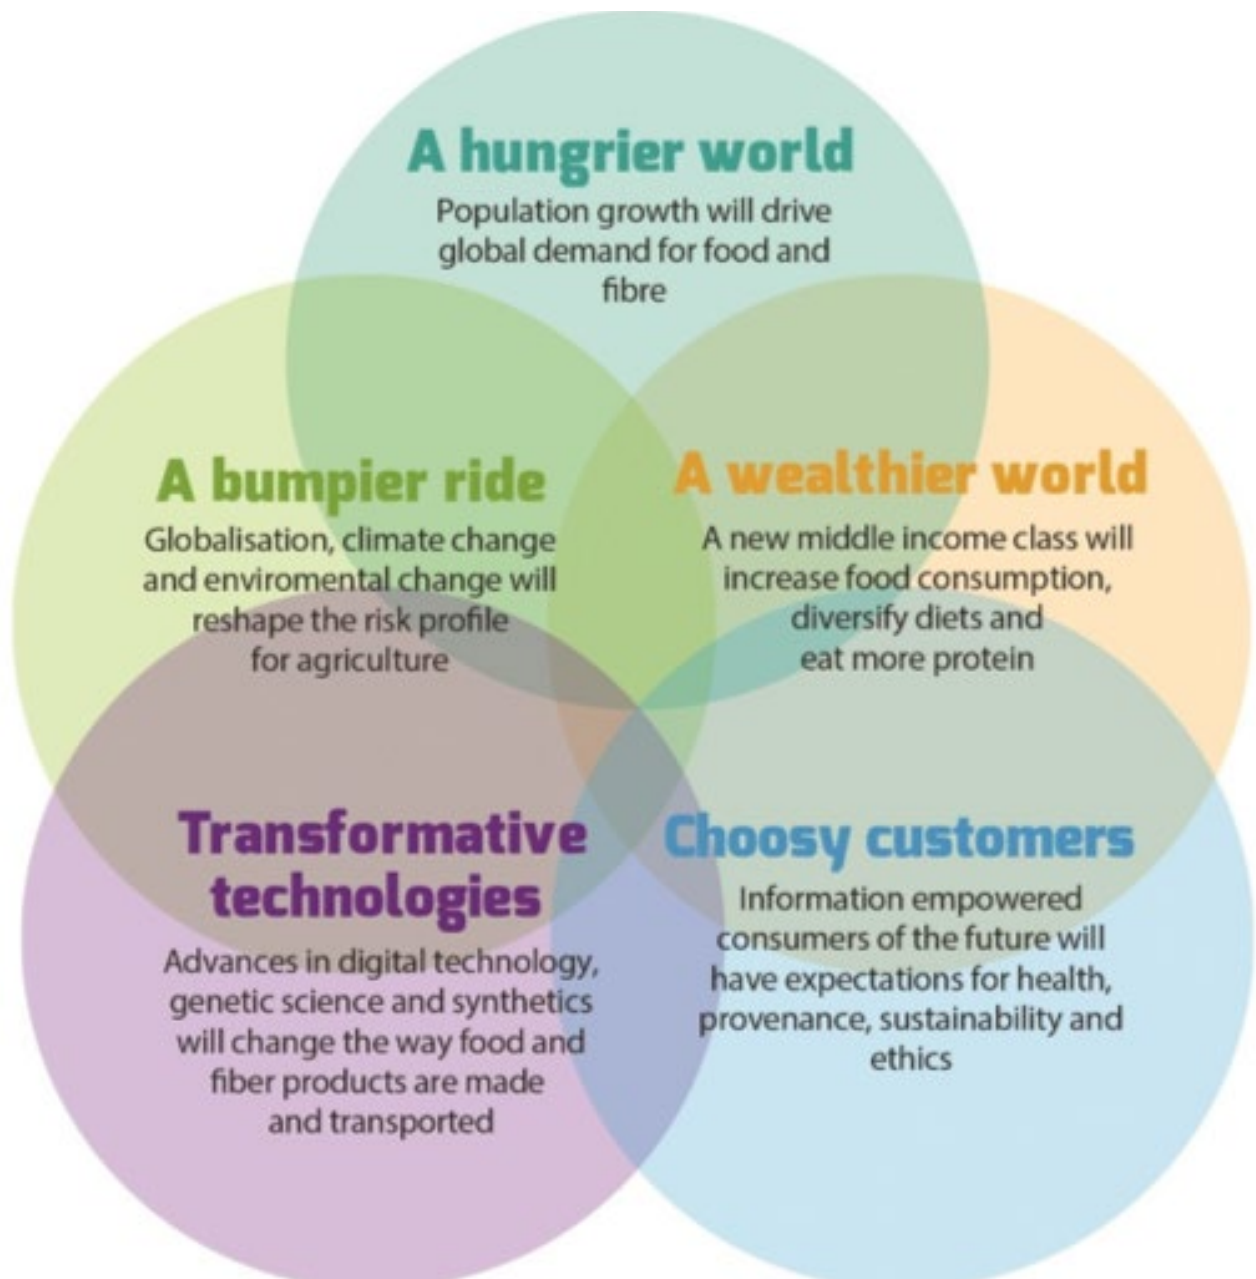 A hungrier world
Population growth will drive
global demand for food and
fibre
A bumpier ride
Globalisation, climate change
and enviromental change will
reshape the risk profile
for agriculture
A wealthier world
A new middle income class will
increase food consumption,
diversify diets and
eat more protein
Transformative
technologies
Advances in digital technology,
genetic science and synthetics
will change the way food and
fiber products are made
and transported
Choosy customers
Information empowered
consumers of the future will
have expectations for health,
provenance, sustainability and
ethics